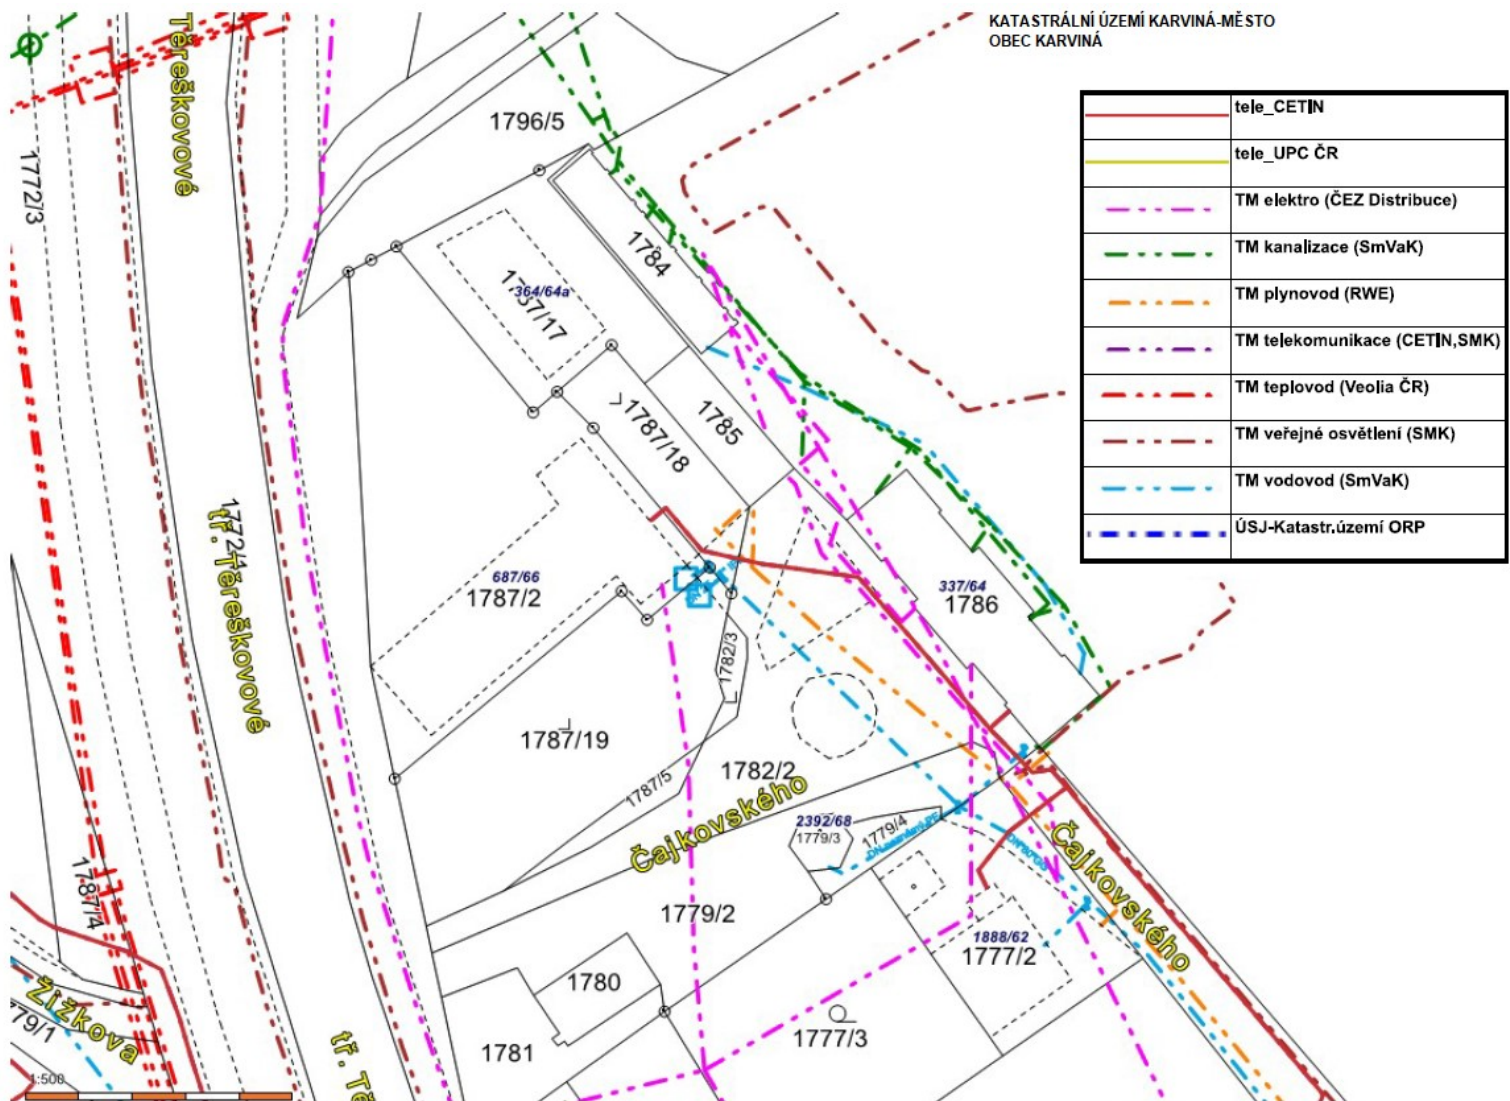 KATASTRÁLNÍ ÚZEMÍ KARVINÁ-MĚSTO
OBEC KARVINÁ
tele_CETIN
tele_UPC ČR
TM elektro (ČEZ Distribuce)
TM kanalizace (SmVaK)
TM plynovod (RWE)
TM telekomunikace (CETIN,SMK)
TM teplovod (Veolia ČR)
TM veřejné osvětlení (SMK)
TM vodovod (SmVaK)
ÚSJ-Katastr.území ORP
Těreškovové
1796/5
1772/3
1784
364/64a
1787/17
1785
1787/18
1772/1
tř. Těreškovové
687/66
1787/2
337/64
1786
1782/3
1787/19
1782/2
1787/5
Čajkovského
2392/68
1779/3
1779/4
Čajkovského
1787/4
1779/2
1888/62
1777/2
1780
Žižkova
79/1
1781
1777/3
tř. Tě
1:500